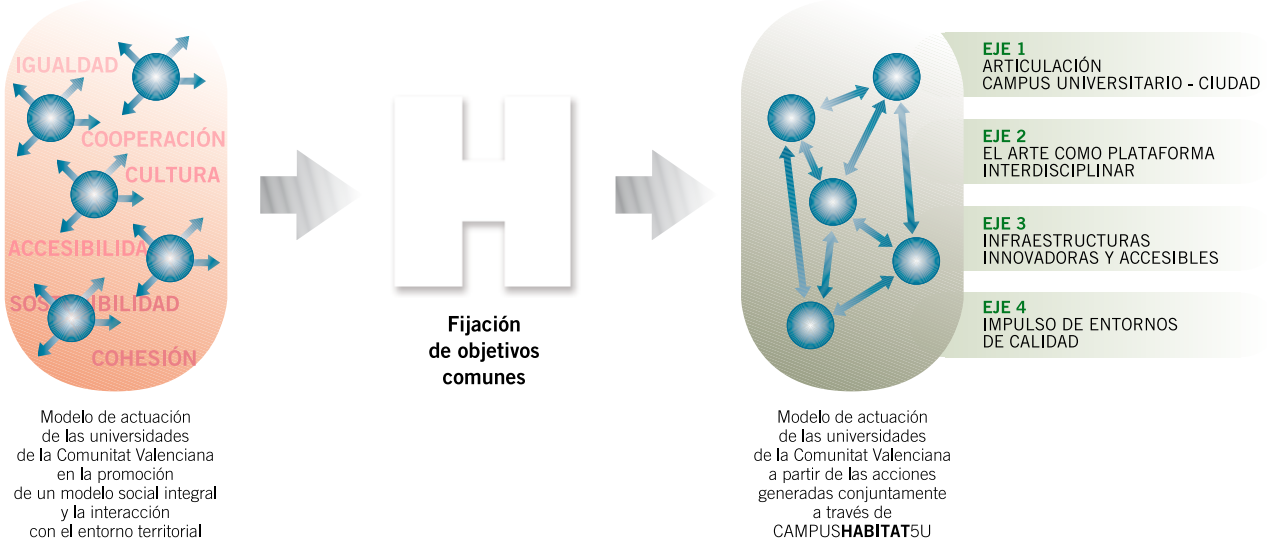 IGUALDAD
COOPERACIÓN
CULTURA
ACCESIBILIDA
SOS IBILIDAD
COHESIÓN
Modelo de actuación
de las universidades
de la Comunitat Valenciana
en la promoción
de un modelo social integral
y la interacción
con el entorno territorial
H
Fijación
de objetivos
comunes
Modelo de actuación
de las universidades
de la Comunitat Valenciana
a partir de las acciones
generadas conjuntamente
a través de
CAMPUSHABITAT5U
EJE 1
ARTICULACIÓN
CAMPUS UNIVERSITARIO - CIUDAD
EJE 2
EL ARTE COMO PLATAFORMA
INTERDISCIPLINAR
EJE 3
INFRAESTRUCTURAS
INNOVADORAS Y ACCESIBLES
EJE 4
IMPULSO DE ENTORNOS
DE CALIDAD